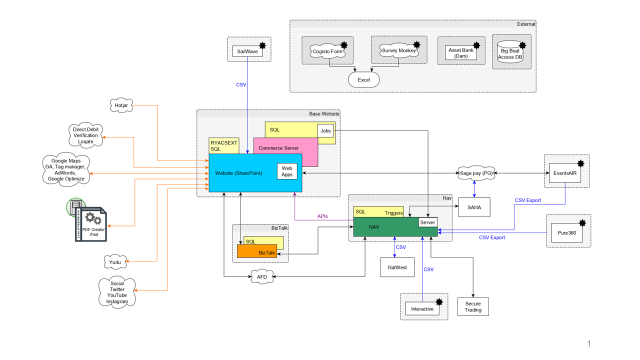 External
SailWave
Cognito Form
iSurvey Monkey
Asset Bank
(Dam)
Big Boat
Access DB
Excel
CSV
Hotjar
Base Website
SQL
Jobs
Direct Debit
Verification
Loqate
RYACSEXT
SQL
Commerce Server
Google Maps
GA, Tag manager,
AdWords,
Google Optimize
Website (SharePoint)
Web
Apps
Sage pay (PG)
EventsAIR
Nav
CSV Export
SQL
Triggers
APIs
Server
NAV
PDF Creator
BizTalk
SQL
BizTalk
CSV Export
Pure360
Yudu
AFD
CSV
NatWest
CSV
Social
Twitter
YouTube
Instagram
Interactive
Secure
Trading
1